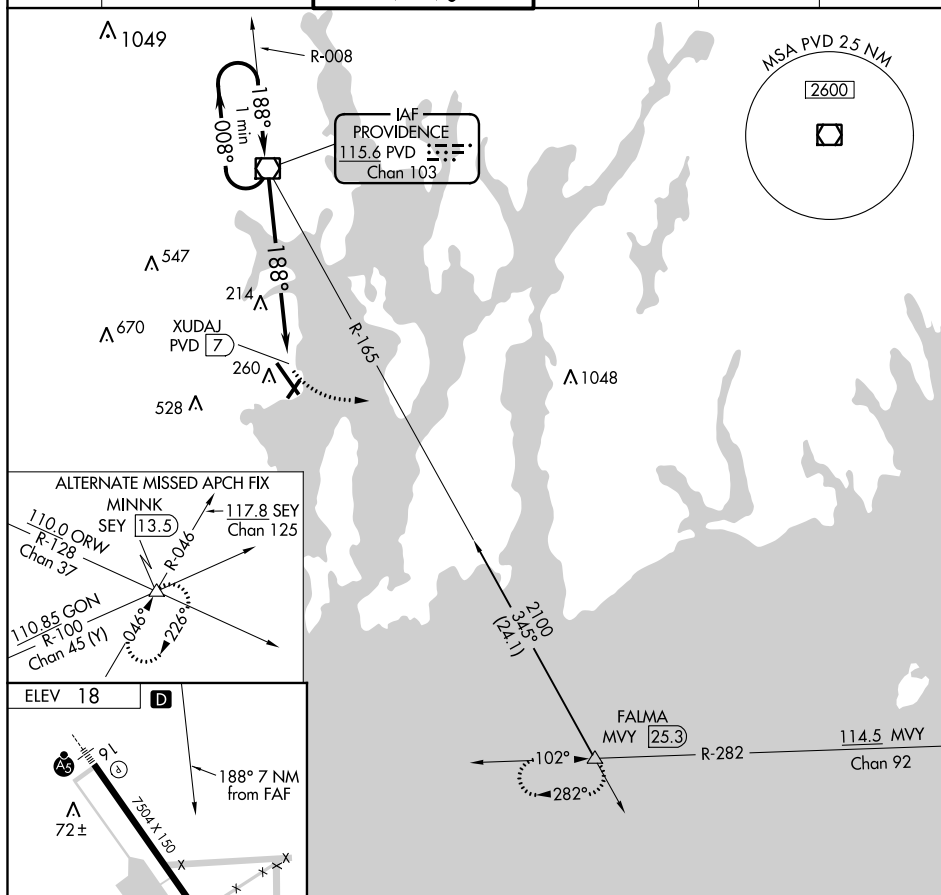 1049
R-008
188°
1 min
008°
IAF
PROVIDENCE
115.6 PVD
Chan 103
MSA PVD 25 NM
2600
547
188°
214
670
XUDAJ
PVD 7
260
528
R-165
1048
ALTERNATE MISSED APCH FIX
MINNK
SEY 13.5
117.8 SEY
Chan 125
R-046
110.0 ORW
R-128
Chan 37
110.85 GON
R-100
Chan 45 (Y)
046°
226°
2100
345°
(24.1)
FALMA
MVY 25.3
102°
282°
R-282
114.5 MVY
Chan 92
ELEV 18
D
16
P
A5
188° 7 NM
from FAF
72±
7504 X 150
X
X
X
X
X
X